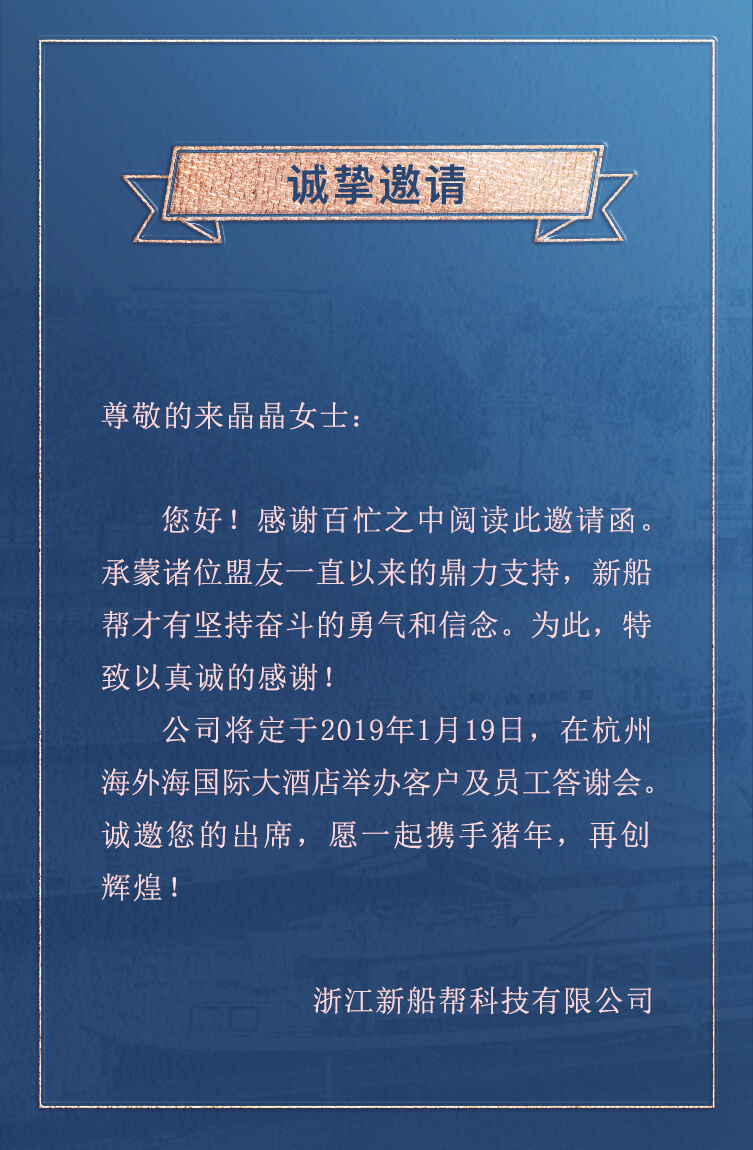 诚挚邀请
尊敬的来晶晶女士：
您好！感谢百忙之中阅读此邀请函。
承蒙诸位盟友一直以来的鼎力支持，新船
帮才有坚持奋斗的勇气和信念。为此，特
致以真诚的感谢！
公司将定于2019年1月19日，在杭州
海外海国际大酒店举办客户及员工答谢会。
诚邀您的出席，愿一起携手猪年，再创
辉煌！
浙江新船帮科技有限公司